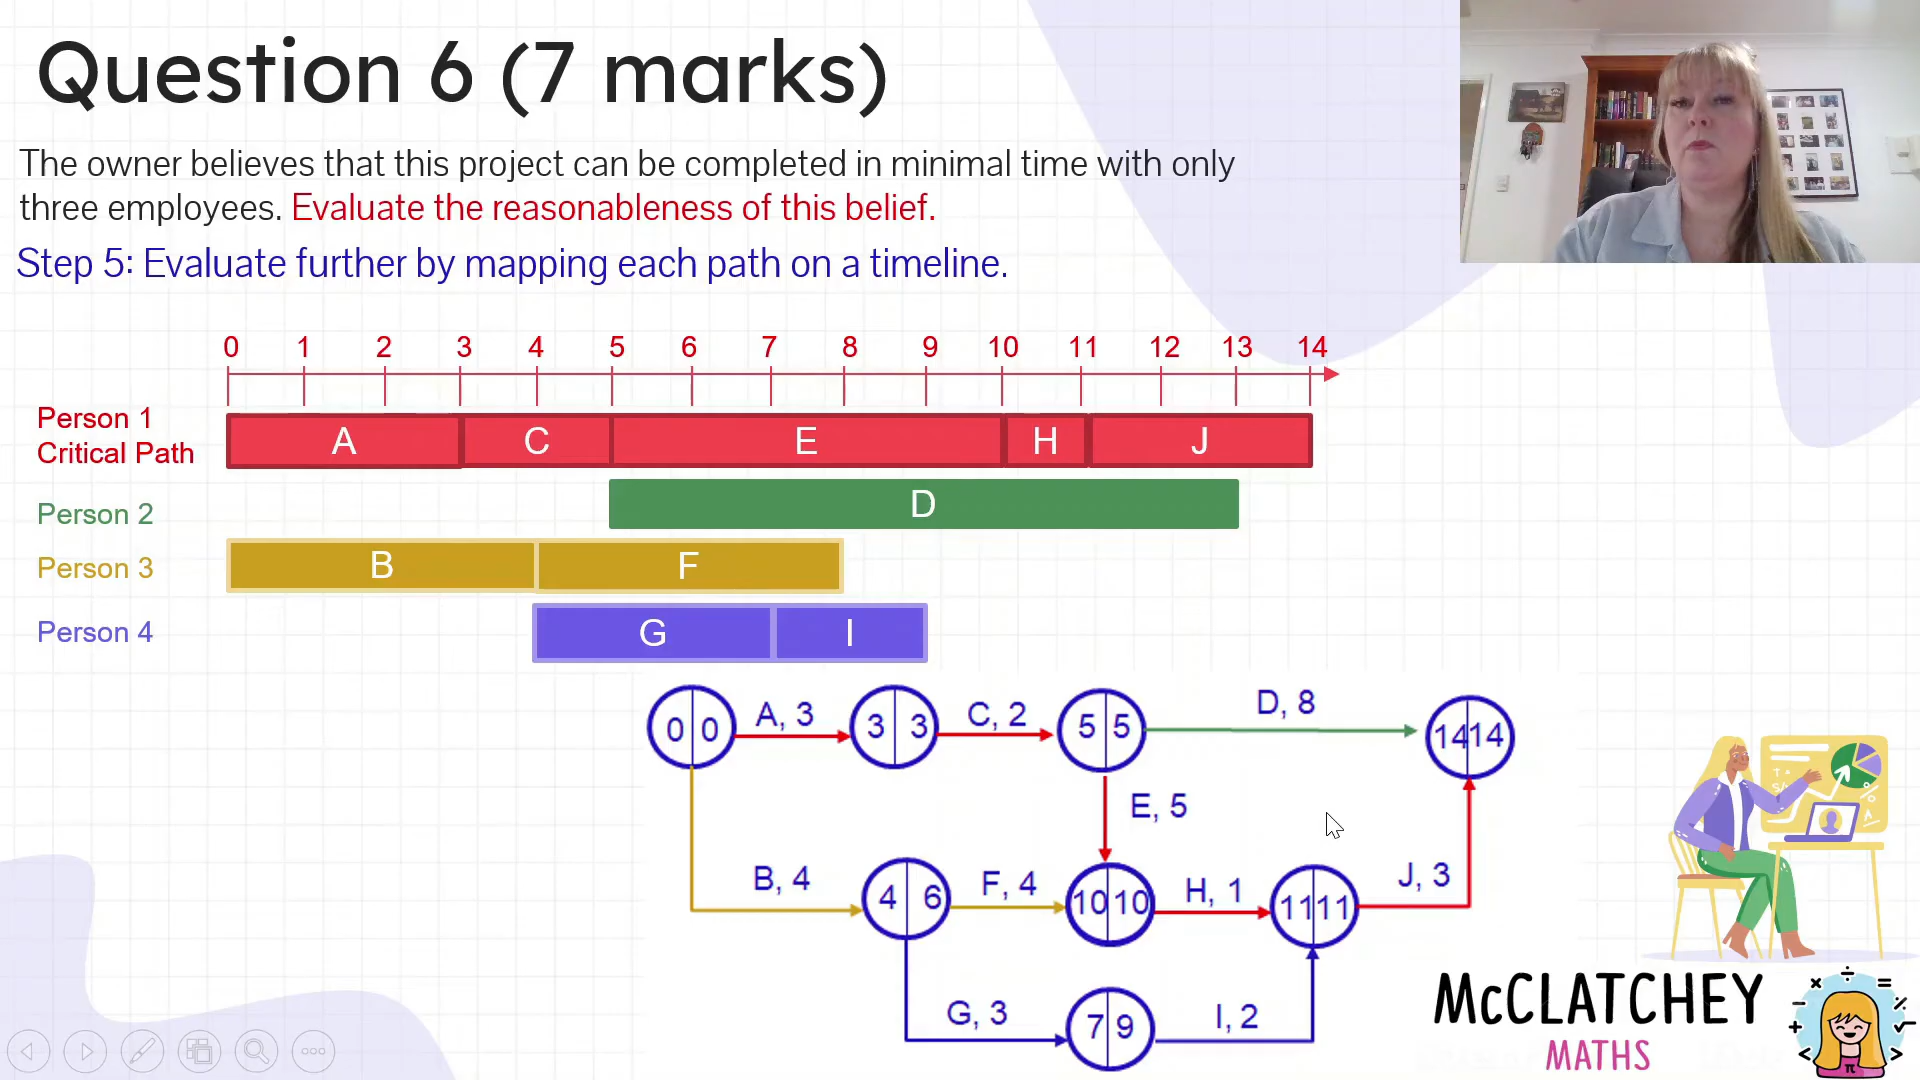 Question 6 (7 marks)
The owner believes that this project can be completed in minimal time with only
three employees. Evaluate the reasonableness of this belief.
Step 5: Evaluate further by mapping each path on a timeline.
0 1 2 3 4 5 6 7 8 9 10 11 12 13 14
Person 1
Critical Path
A C E H J
Person 2
D
Person 3
B F
Person 4
G I
0 0
A, 3
3 3
C, 2
5 5
D, 8
14 14
E, 5
B, 4
4 6
F, 4
10 10
H, 1
11 11
J, 3
G, 3
7 9
I, 2
McCLATCHEY
MATHS